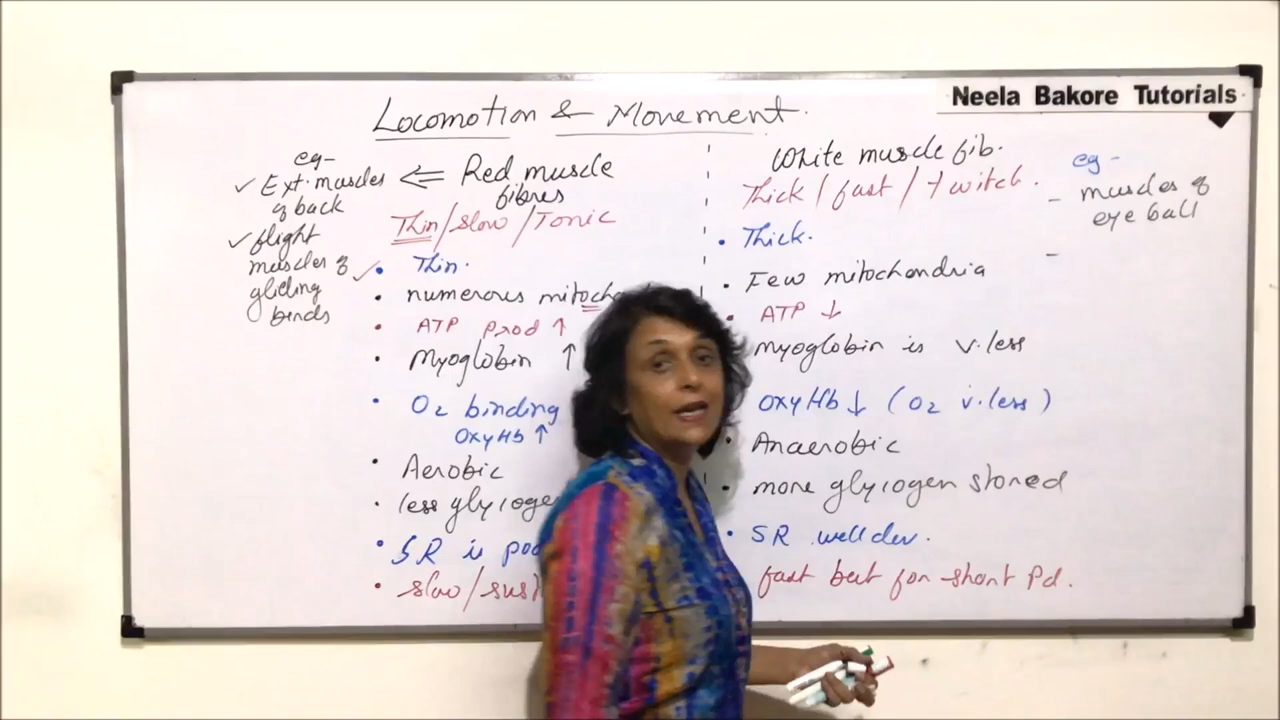 Neela Bakore Tutorials
Locomotion & Movement.
eg-
✓ Ext. muscles
of back
✓ flight
muscles of
gliding
birds
⇐ Red muscle
fibres
Thin/slow/Tonic
✓ • Thin.
• numerous
• ATP prod ↑
• Myoglobin ↑
• O2 binding
OxyHb ↑
• Aerobic
• less
• SR is
• slow/
White muscle fib.
Thick / fast / twitch.
• Thick.
• Few mitochondria
• ATP ↓
myoglobin is v. less
OxyHb ↓ (O2 v. less)
• Anaerobic
• more glycogen stored
• SR well dev.
fast but for short Pd.
eg -
- muscles of
eye ball
-